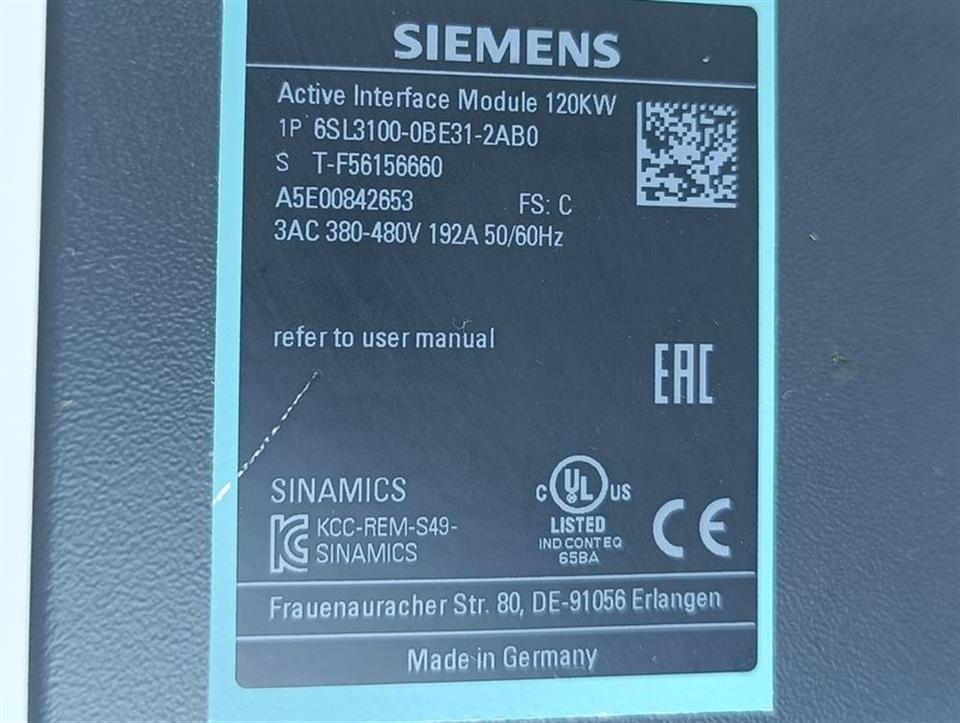 SIEMENS
Active Interface Module 120KW
1P 6SL3100-0BE31-2AB0
S T-F56156660
A5E00842653 FS: C
3AC 380-480V 192A 50/60Hz
refer to user manual
EAC
SINAMICS
KCC-REM-S49-
SINAMICS
C UL US
LISTED
IND CONT EQ
65BA
CE
Frauenauracher Str. 80, DE-91056 Erlangen
Made in Germany